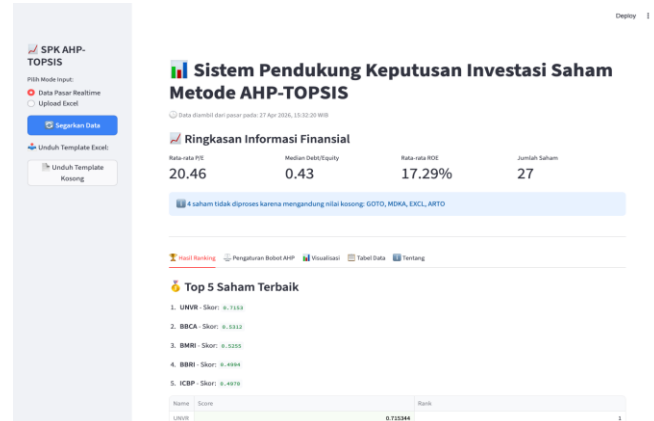 Deploy
SPK AHP-
TOPSIS
Pilih Mode Input:
Data Pasar Realtime
Upload Excel
Segarkan Data
Unduh Template Excel:
Unduh Template
Kosong
Sistem Pendukung Keputusan Investasi Saham
Metode AHP-TOPSIS
Data diambil dari pasar pada: 27 Apr 2026, 13:32:20 WIB
Ringkasan Informasi Finansial
Rata-rata P/E
Median Debt/Equity
Rata-rata ROE
Jumlah Saham
20.46
0.43
17.29%
27
4 saham tidak diproses karena mengandung nilai kosong: GOTO, MDKA, EXCL, ARTO
Hasil Ranking
Pengaturan Bobot AHP
Visualisasi
Tabel Data
Tentang
Top 5 Saham Terbaik
1. UNVR - Skor: 0.7153
2. BBCA - Skor: 0.5312
3. BMRI - Skor: 0.5255
4. BBRI - Skor: 0.4994
5. ICBP - Skor: 0.4978
Name Score Rank
UNVR 0.715344 1